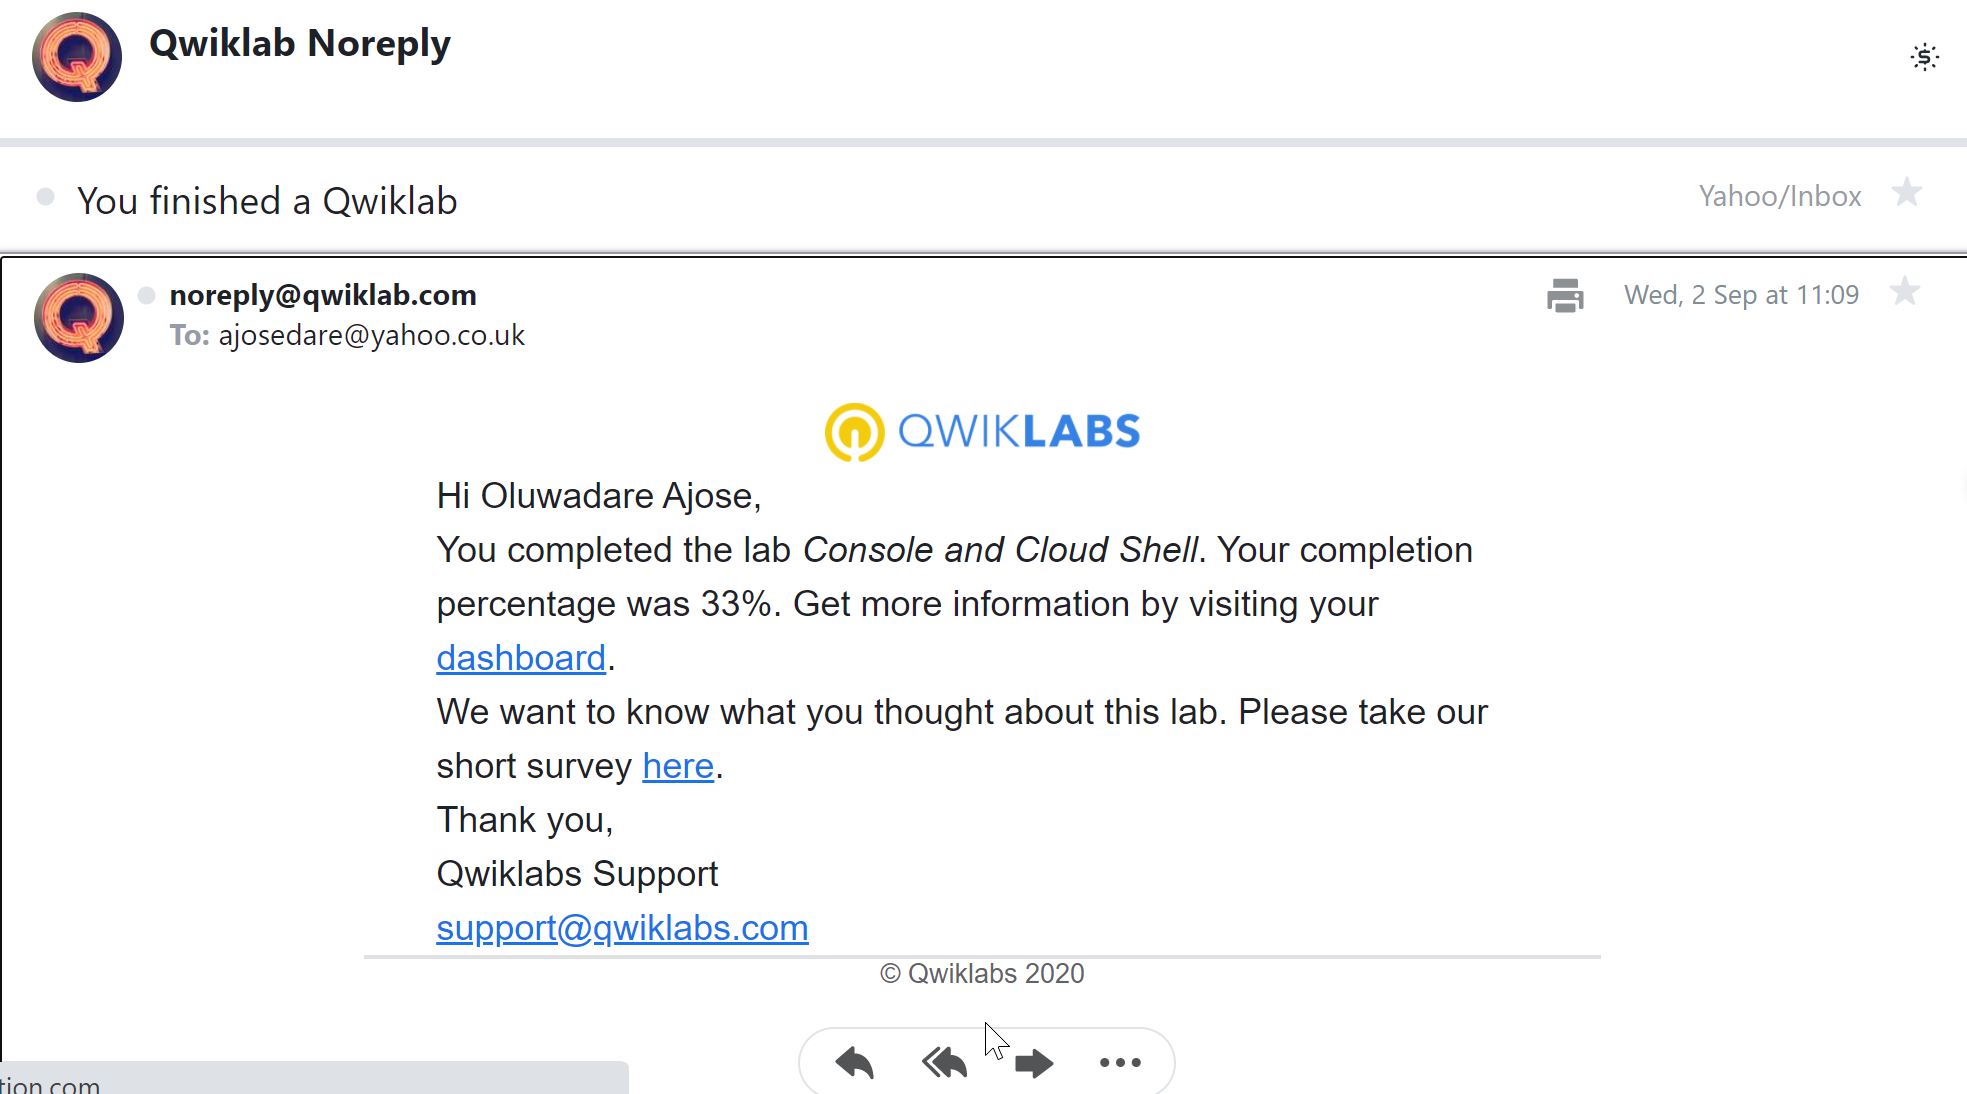 Qwiklab Noreply
You finished a Qwiklab
Yahoo/Inbox
noreply@qwiklab.com
Wed, 2 Sep at 11:09
To: ajosedare@yahoo.co.uk
QWIKLABS
Hi Oluwadare Ajose,
You completed the lab Console and Cloud Shell. Your completion
percentage was 33%. Get more information by visiting your
dashboard.
We want to know what you thought about this lab. Please take our
short survey here.
Thank you,
Qwiklabs Support
support@qwiklabs.com
© Qwiklabs 2020
tion.com